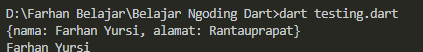 D:\Farhan Belajar\Belajar Ngoding Dart>dart testing.dart
{nama: Farhan Yursi, alamat: Rantauprapat}
Farhan Yursi